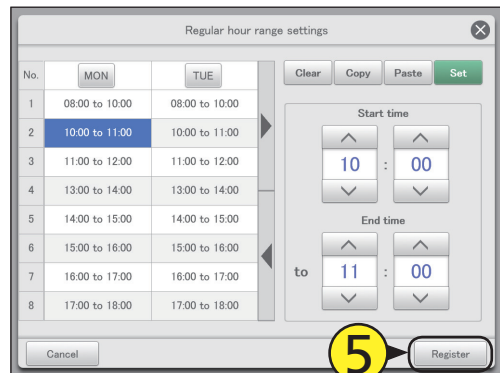 Regular hour range settings
No. MON TUE Clear Copy Paste Set
1 08:00 to 10:00 08:00 to 10:00
2 10:00 to 11:00 10:00 to 11:00
3 11:00 to 12:00 11:00 to 12:00
4 13:00 to 14:00 13:00 to 14:00
5 14:00 to 15:00 14:00 to 15:00
6 15:00 to 16:00 15:00 to 16:00
7 16:00 to 17:00 16:00 to 17:00
8 17:00 to 18:00 17:00 to 18:00
Start time
10 : 00
End time
to 11 : 00
Cancel 5 Register